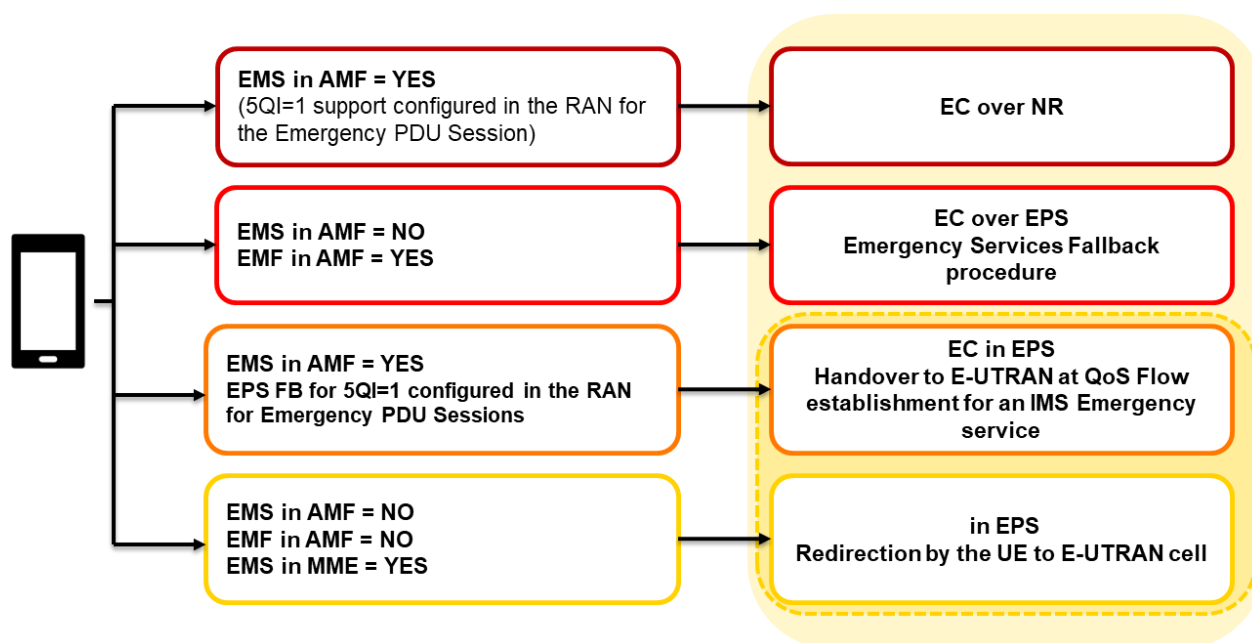 EMS in AMF = YES
(5QI=1 support configured in the RAN for
the Emergency PDU Session)
EC over NR
EMS in AMF = NO
EMF in AMF = YES
EC over EPS
Emergency Services Fallback
procedure
EMS in AMF = YES
EPS FB for 5QI=1 configured in the RAN
for Emergency PDU Sessions
EC in EPS
Handover to E-UTRAN at QoS Flow
establishment for an IMS Emergency
service
EMS in AMF = NO
EMF in AMF = NO
EMS in MME = YES
in EPS
Redirection by the UE to E-UTRAN cell